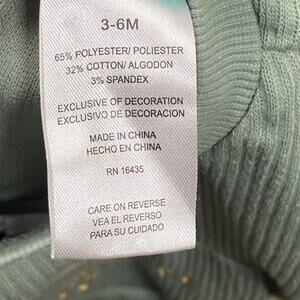 3-6M
65% POLYESTER/ POLIESTER
32% COTTON/ ALGODON
3% SPANDEX
EXCLUSIVE OF DECORATION
EXCLUSIVO DE DECORACION
MADE IN CHINA
HECHO EN CHINA
RN 16435
CARE ON REVERSE
VEA EL REVERSO
PARA SU CUIDADO